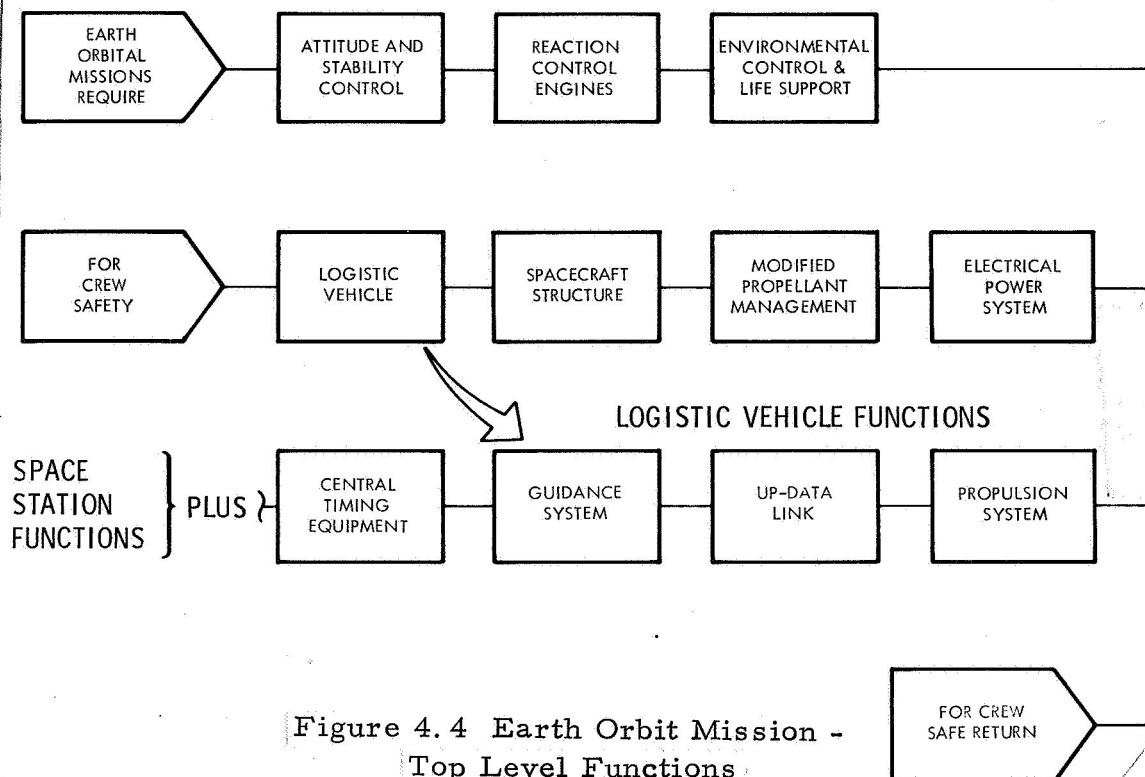 EARTH
ORBITAL
MISSIONS
REQUIRE
ATTITUDE AND
STABILITY
CONTROL
REACTION
CONTROL
ENGINES
ENVIRONMENTAL
CONTROL &
LIFE SUPPORT
FOR
CREW
SAFETY
LOGISTIC
VEHICLE
SPACECRAFT
STRUCTURE
MODIFIED
PROPELLANT
MANAGEMENT
ELECTRICAL
POWER
SYSTEM
LOGISTIC VEHICLE FUNCTIONS
SPACE
STATION
FUNCTIONS
PLUS
CENTRAL
TIMING
EQUIPMENT
GUIDANCE
SYSTEM
UP-DATA
LINK
PROPULSION
SYSTEM
FOR CREW
SAFE RETURN
Figure 4.4 Earth Orbit Mission -
Top Level Functions